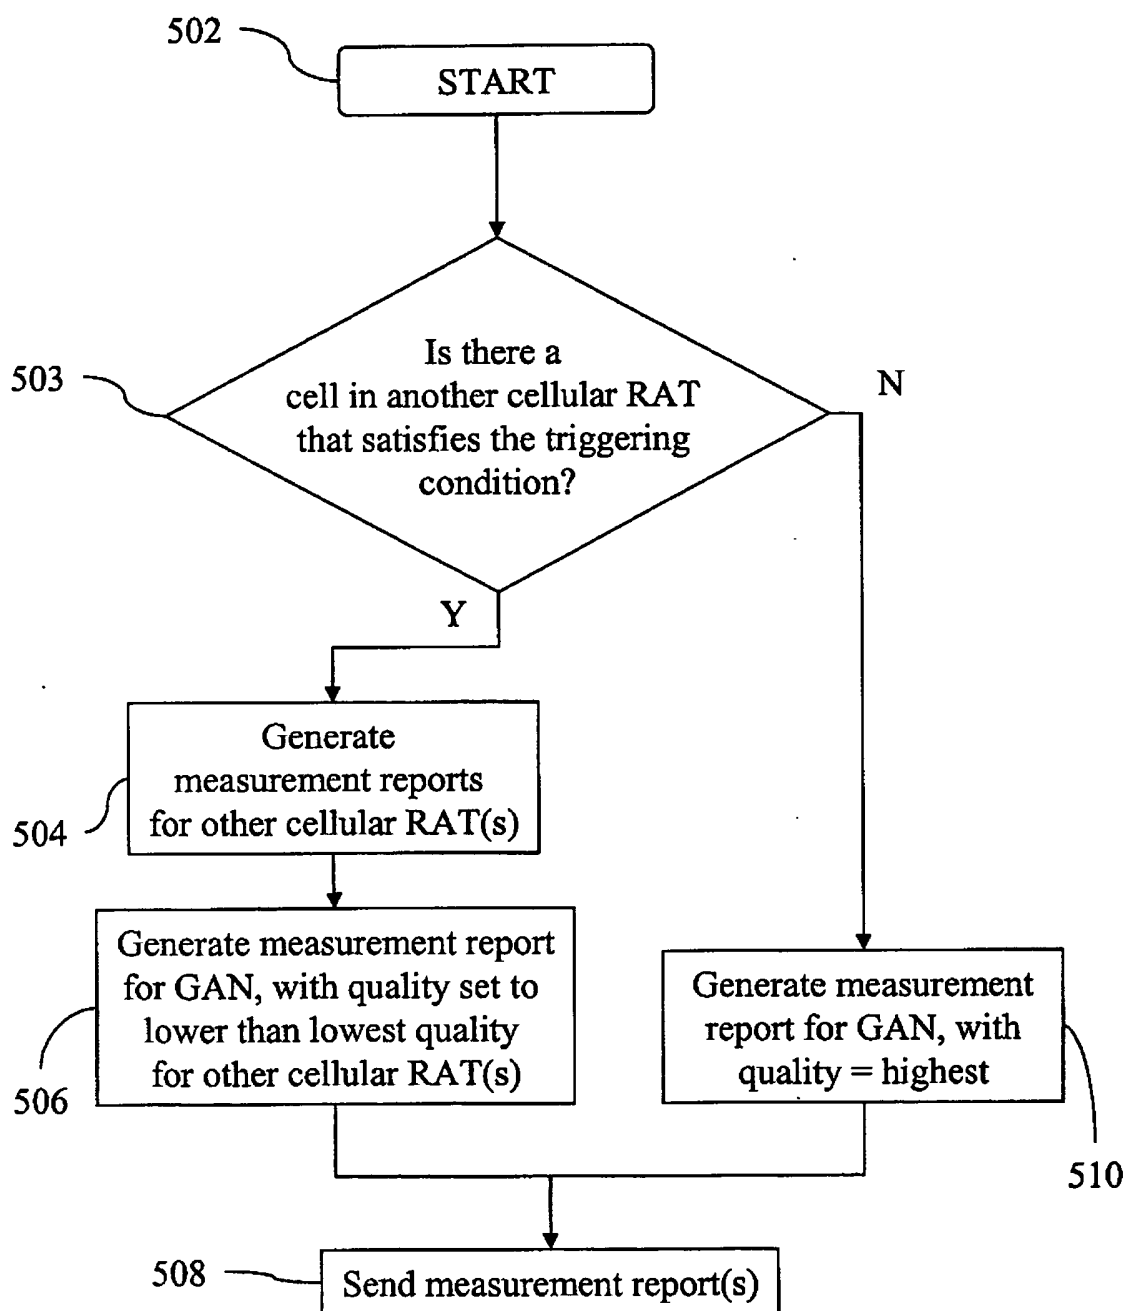 502
START
503
Is there a
cell in another cellular RAT
that satisfies the triggering
condition?
N
Y
Generate
measurement reports
for other cellular RAT(s)
504
Generate measurement report
for GAN, with quality set to
lower than lowest quality
for other cellular RAT(s)
506
Generate measurement
report for GAN, with
quality = highest
510
508
Send measurement report(s)